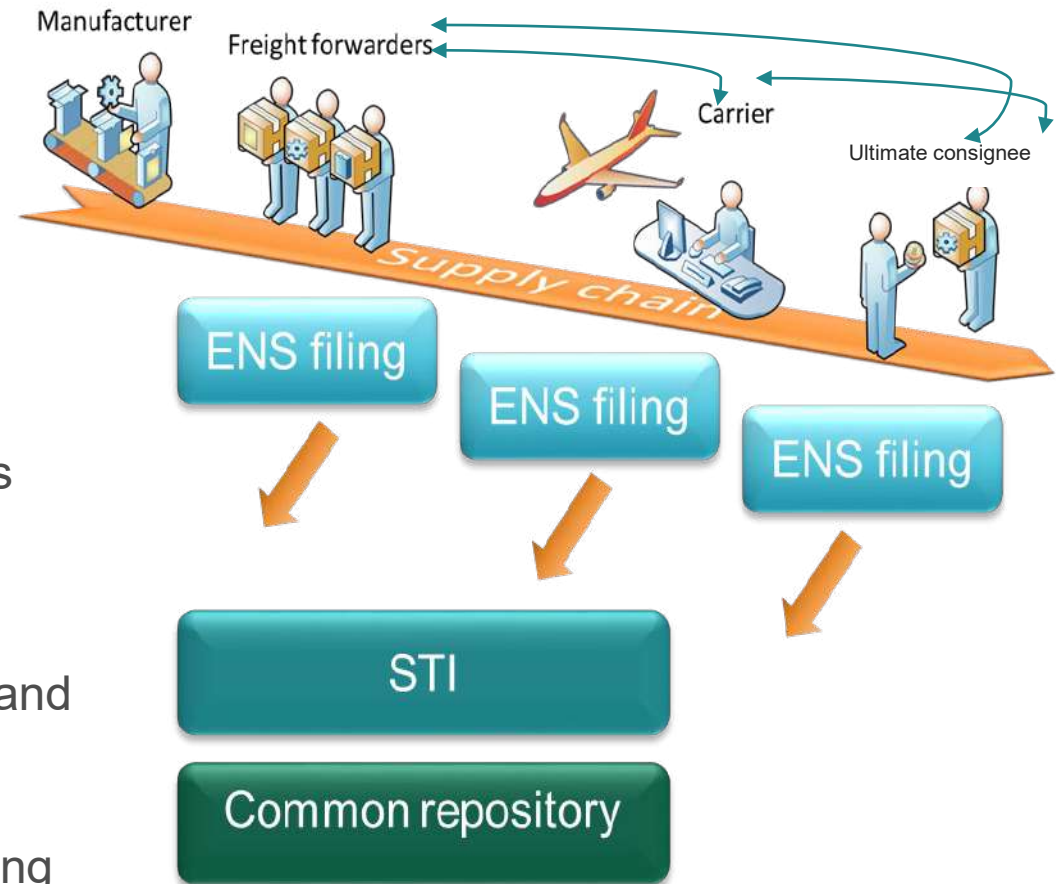 Manufacturer
Freight forwarders
Carrier
Ultimate consignee
Supply chain
ENS filing
ENS filing
ENS filing
s
STI
and
Common repository
ng